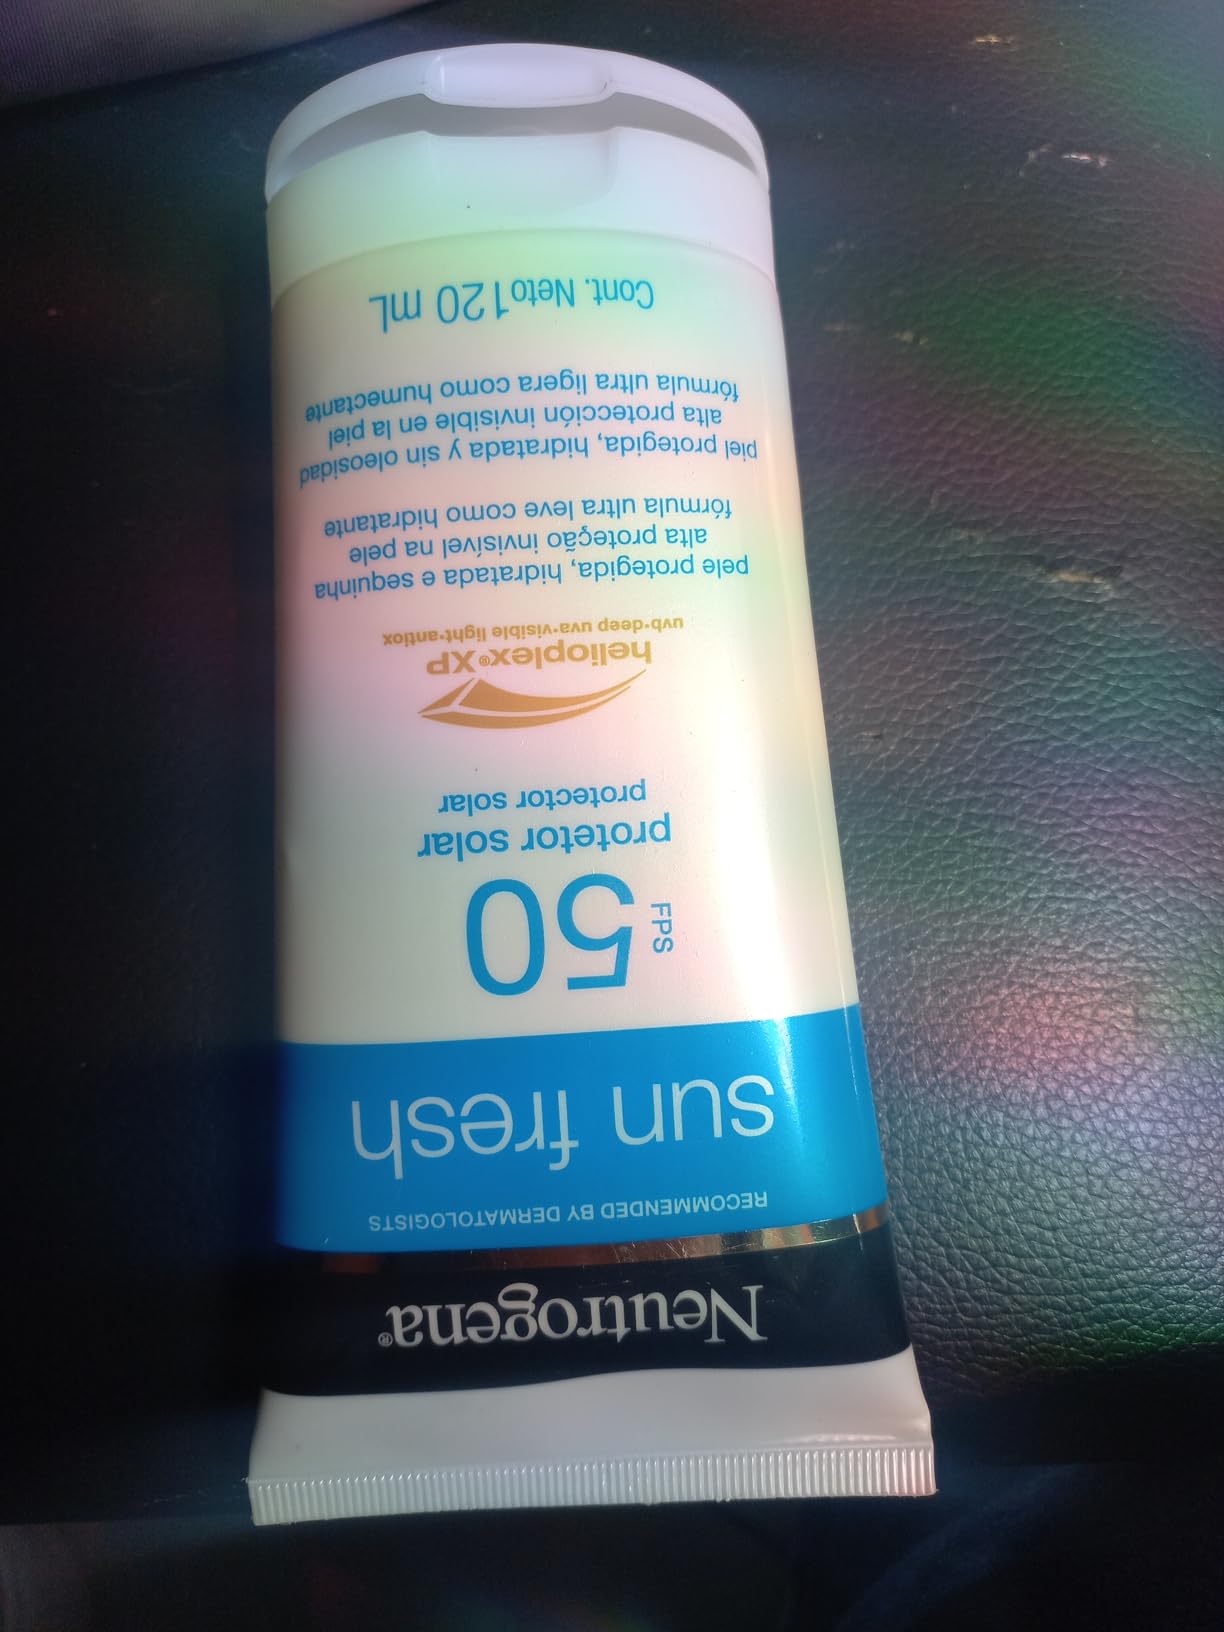 Neutrogena®
RECOMMENDED BY DERMATOLOGISTS
sun fresh
FPS
50
protetor solar
protector solar
helioplex® XP
uvb•deep uva•visible light•antiox
pele protegida, hidratada e sequinha
alta proteção invisível na pele
fórmula ultra leve como hidratante
piel protegida, hidratada y sin oleosidad
alta protección invisible en la piel
fórmula ultra ligera como humectante
Cont. Neto 120 mL